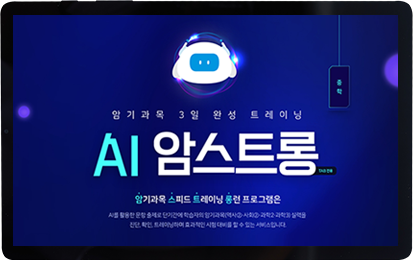 중
학
암기과목 3일 완성 트레이닝
AI 암스트롱
암기과목 스피드 트레이닝 롱런 프로그램은
AI를 활용한 문항 출제로 단기간에 학습자의 암기과목(역사②·사회②·과학2·과학3) 실력을
진단, 확인, 트레이닝하여 효과적인 시험 대비를 할 수 있는 서비스입니다.